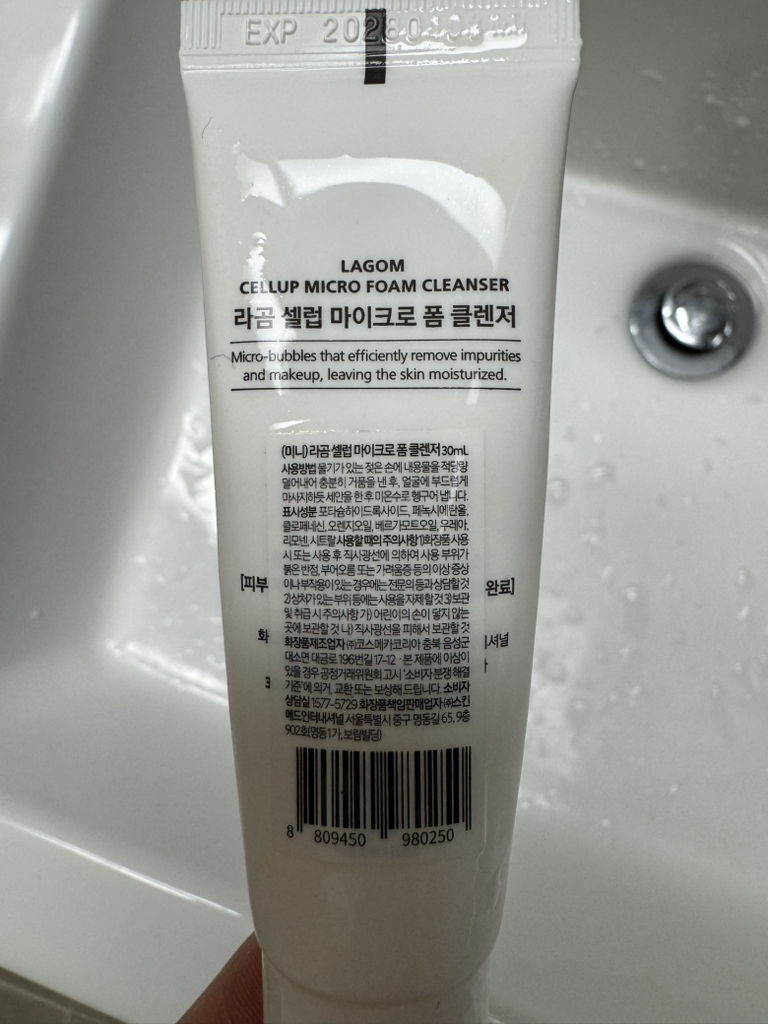 EXP
LAGOM
CELLUP MICRO FOAM CLEANSER
라곰 셀럽 마이크로 폼 클렌저
Micro-bubbles that efficiently remove impurities
and makeup, leaving the skin moisturized.
(미니) 라곰 셀럽 마이크로 폼 클렌저 30mL
사용방법 물기가 있는 젖은 손에 내용물을 적당량
덜어내어 충분히 거품을 낸 후, 얼굴에 부드럽게
마사지하듯 세안을 한 후 미온수로 헹구어 냅니다.
표시성분 포타슘하이드록사이드, 페녹시에탄올,
클로페네신, 오렌지오일, 베르가모트오일, 우레아,
리모넨, 시트랄 사용할 때의 주의사항 1)화장품 사용
시 또는 사용 후 직사광선에 의하여 사용 부위가
붉은 반점, 부어오름 또는 가려움증 등의 이상 증상
이나 부작용이 있는 경우에는 전문의 등과 상담할 것
[피부
완료]
2)상처가 있는 부위 등에는 사용을 자제 할 것 3)보관
및 취급 시 주의사항 가) 어린이의 손이 닿지 않는
곳에 보관할 것 나) 직사광선을 피해서 보관할 것
화장품제조업자 ㈜코스메카코리아 충북 음성군
화
셔널
대소면 대금로 196번길 17-12 · 본 제품에 이상이
있을 경우 공정거래위원회 고시 '소비자 분쟁 해결
기준'에 의거, 교환 또는 보상해 드립니다. 소비자
상담실 1577-5729 화장품책임판매업자 ㈜스킨
메드인터내셔널 서울특별시 중구 명동길 65, 9층
902호(명동1가, 보림빌딩)
8 809450 980250